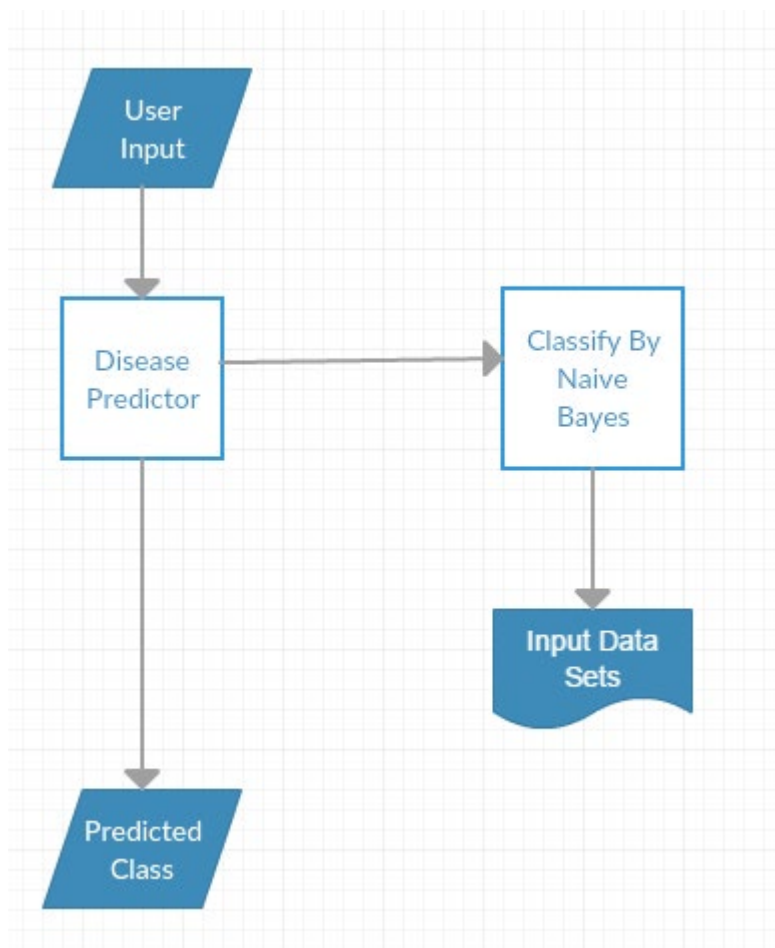 User
Input
Disease
Predictor
Classify By
Naive
Bayes
Input Data
Sets
Predicted
Class